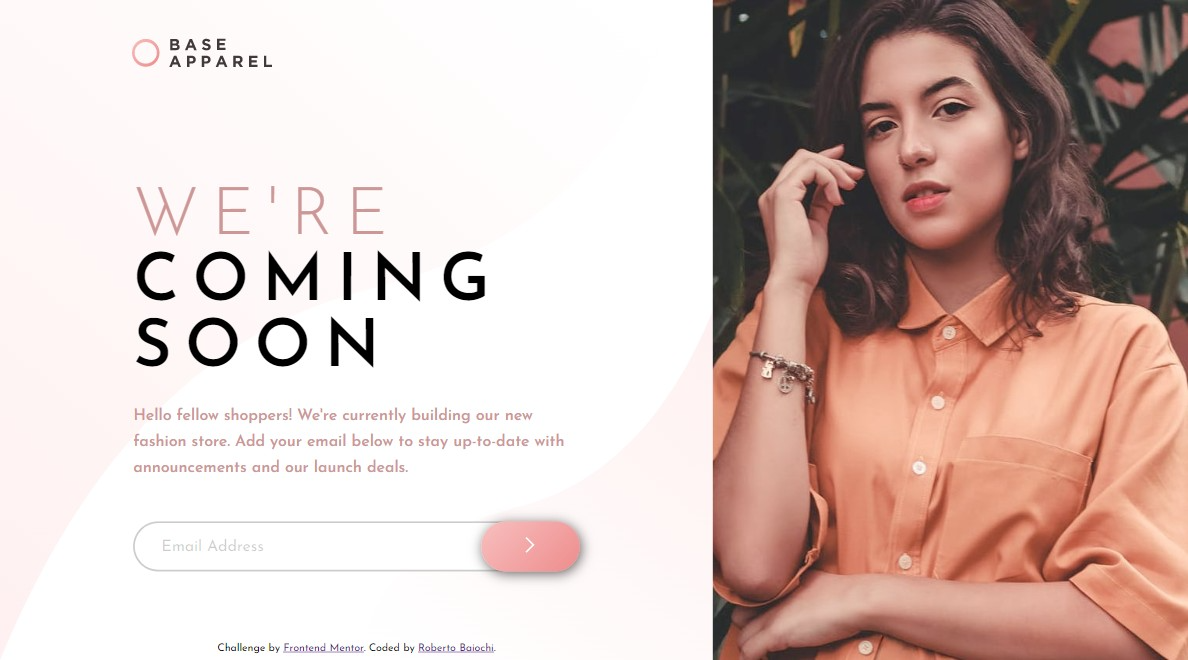 BASE
APPAREL
WE'RE
COMING
SOON
Hello fellow shoppers! We're currently building our new
fashion store. Add your email below to stay up-to-date with
announcements and our launch deals.
Email Address
Challenge by Frontend Mentor. Coded by Roberto Baiochi.